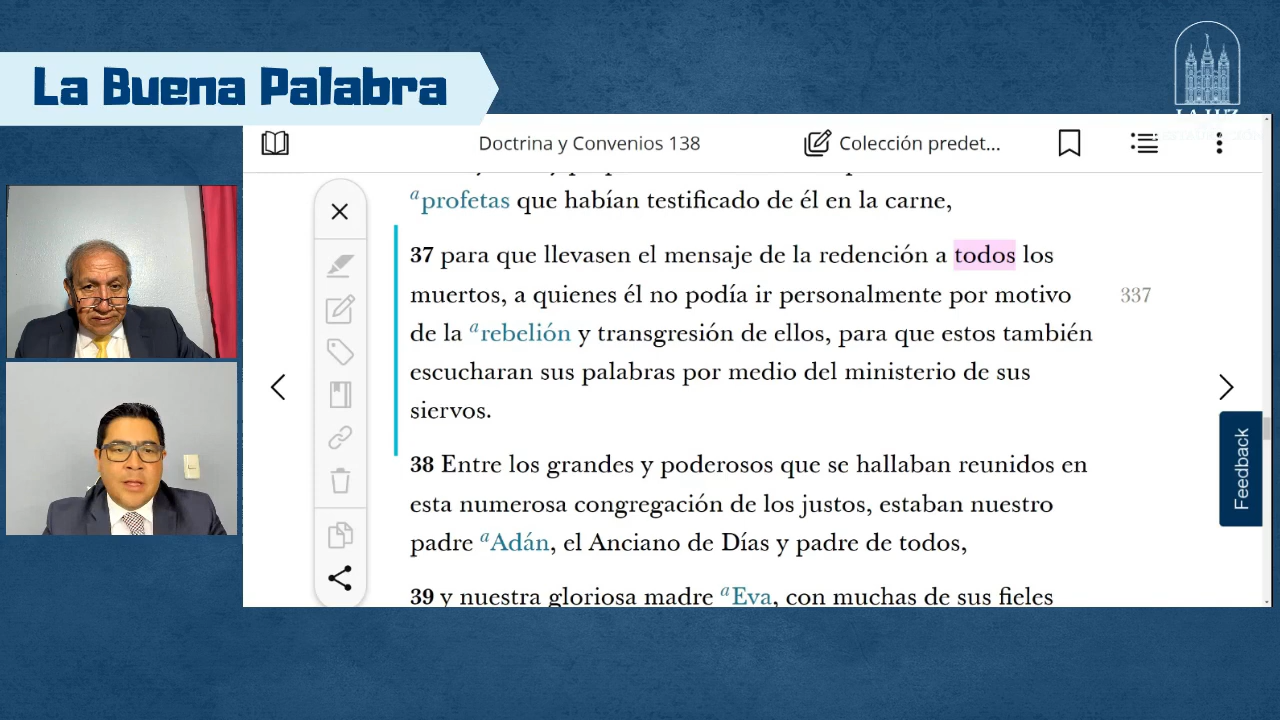 La Buena Palabra
Doctrina y Convenios 138
Colección predet...
aprofetas que habían testificado de él en la carne,
37 para que llevasen el mensaje de la redención a todos los
muertos, a quienes él no podía ir personalmente por motivo
337
de la arebelión y transgresión de ellos, para que estos también
escucharan sus palabras por medio del ministerio de sus
siervos.
38 Entre los grandes y poderosos que se hallaban reunidos en
esta numerosa congregación de los justos, estaban nuestro
padre aAdán, el Anciano de Días y padre de todos,
39 y nuestra gloriosa madre aEva, con muchas de sus fieles
Feedback